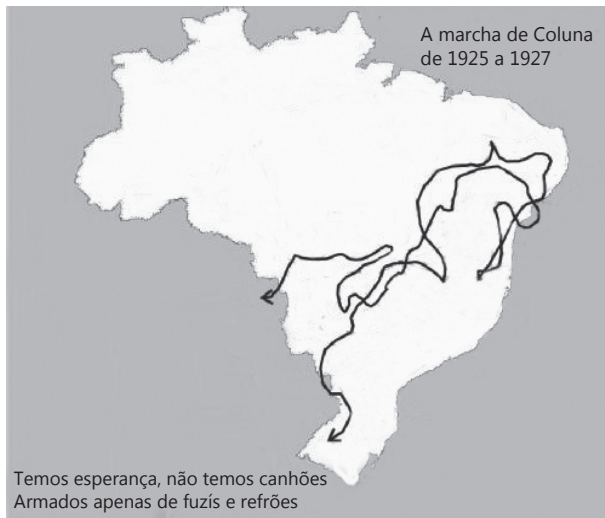 A marcha de Coluna
de 1925 a 1927
Temos esperança, não temos canhões
Armados apenas de fuzís e refrões